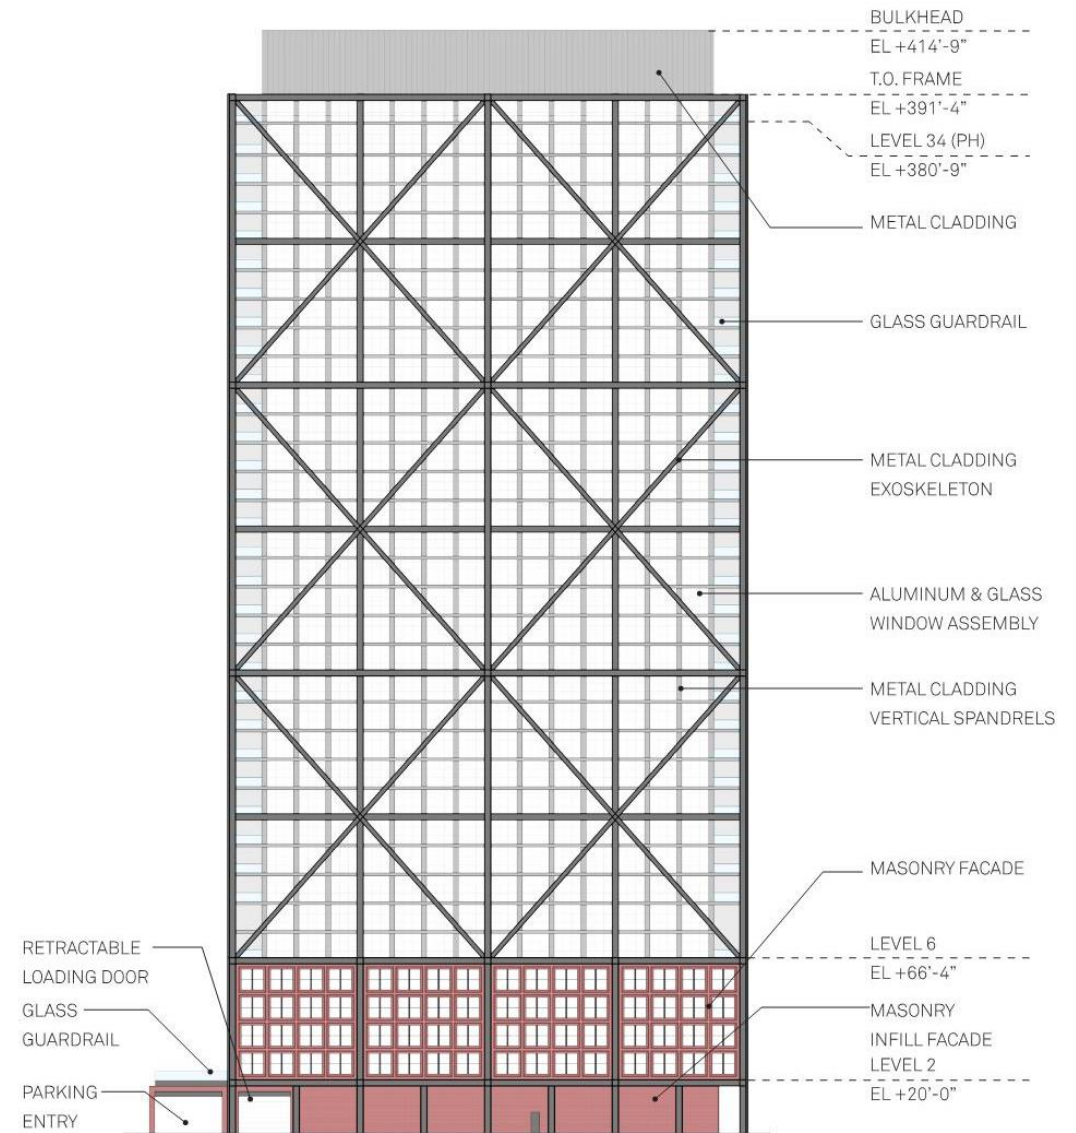 BULKHEAD
EL +414'-9"
T.O. FRAME
EL +391'-4"
LEVEL 34 (PH)
EL +380'-9"
METAL CLADDING
GLASS GUARDRAIL
METAL CLADDING
EXOSKELETON
ALUMINUM & GLASS
WINDOW ASSEMBLY
METAL CLADDING
VERTICAL SPANDRELS
MASONRY FACADE
LEVEL 6
EL +66'-4"
MASONRY
INFILL FACADE
LEVEL 2
EL +20'-0"
RETRACTABLE
LOADING DOOR
GLASS
GUARDRAIL
PARKING
ENTRY